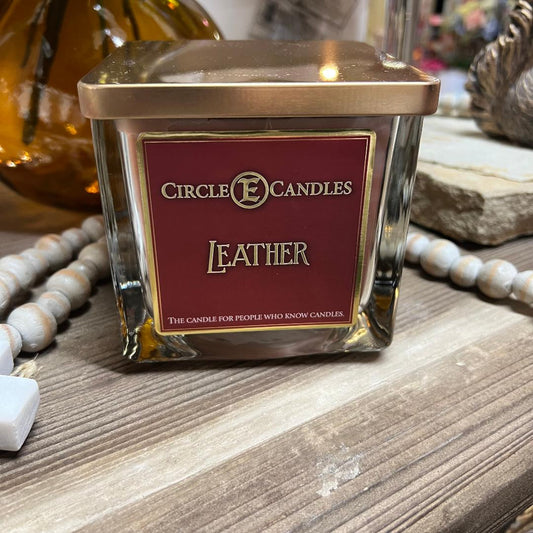 CIRCLE E CANDLES
LEATHER
THE CANDLE FOR PEOPLE WHO KNOW CANDLES.